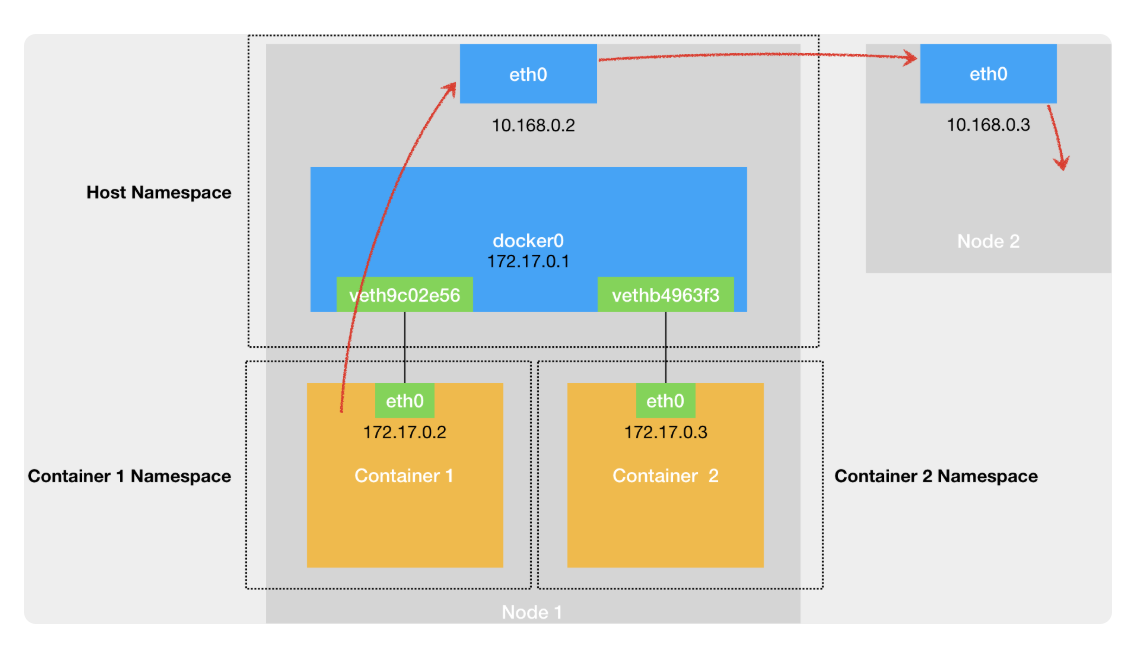 eth0
10.168.0.2
eth0
10.168.0.3
Host Namespace
docker0
172.17.0.1
Node 2
veth9c02e56
vethb4963f3
eth0
172.17.0.2
Container 1
eth0
172.17.0.3
Container 2
Container 1 Namespace
Container 2 Namespace
Node 1